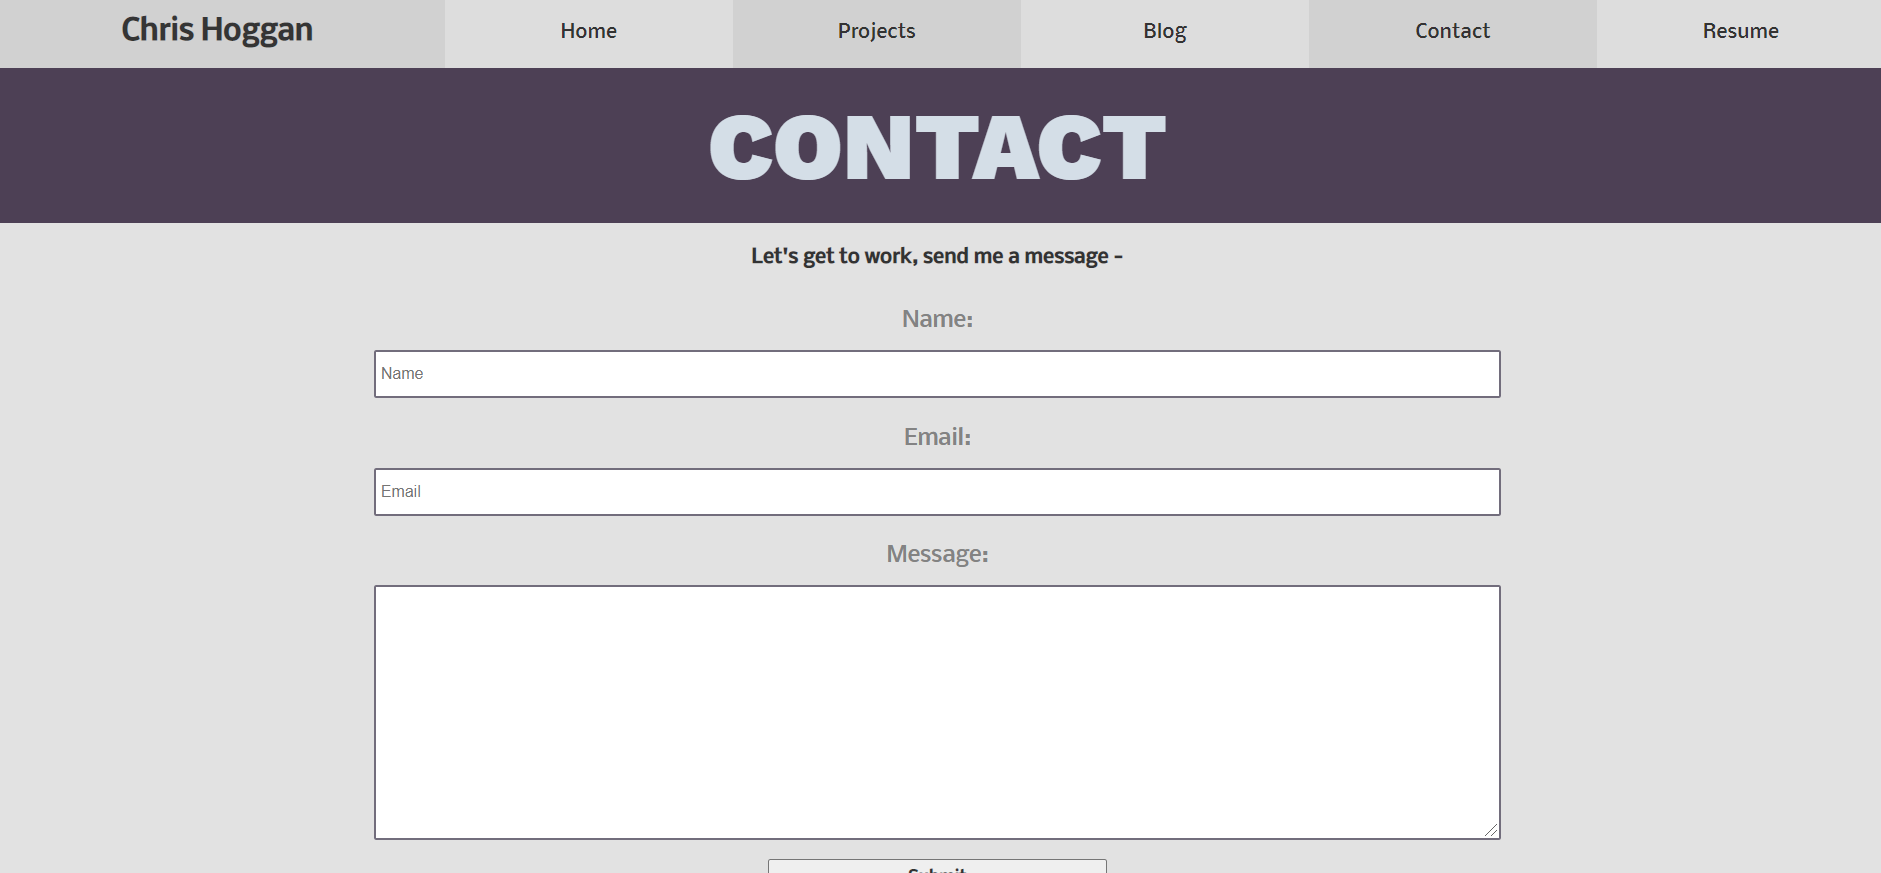 Chris Hoggan Home Projects Blog Contact Resume
CONTACT
Let's get to work, send me a message -
Name:
Name
Email:
Email
Message:
Submit